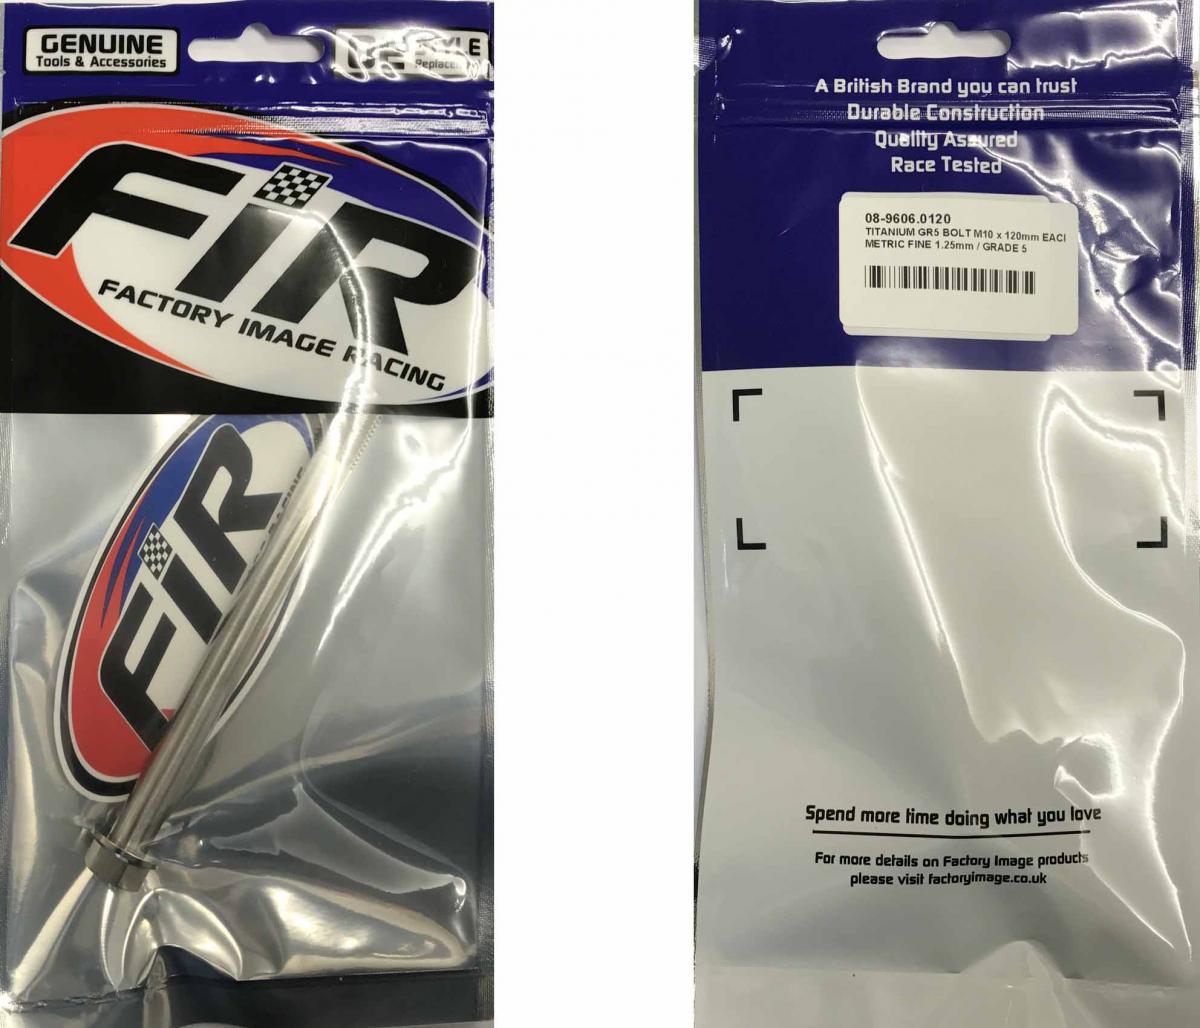 GENUINE
Tools & Accessories
FIR
FACTORY IMAGE RACING
FIR
A British Brand you can trust
Durable Construction
Quality Assured
Race Tested
08-9606.0120
TITANIUM GR5 BOLT M10 x 120mm EACI
METRIC FINE 1.25mm / GRADE 5
Spend more time doing what you love
For more details on Factory Image products
please visit factoryimage.co.uk